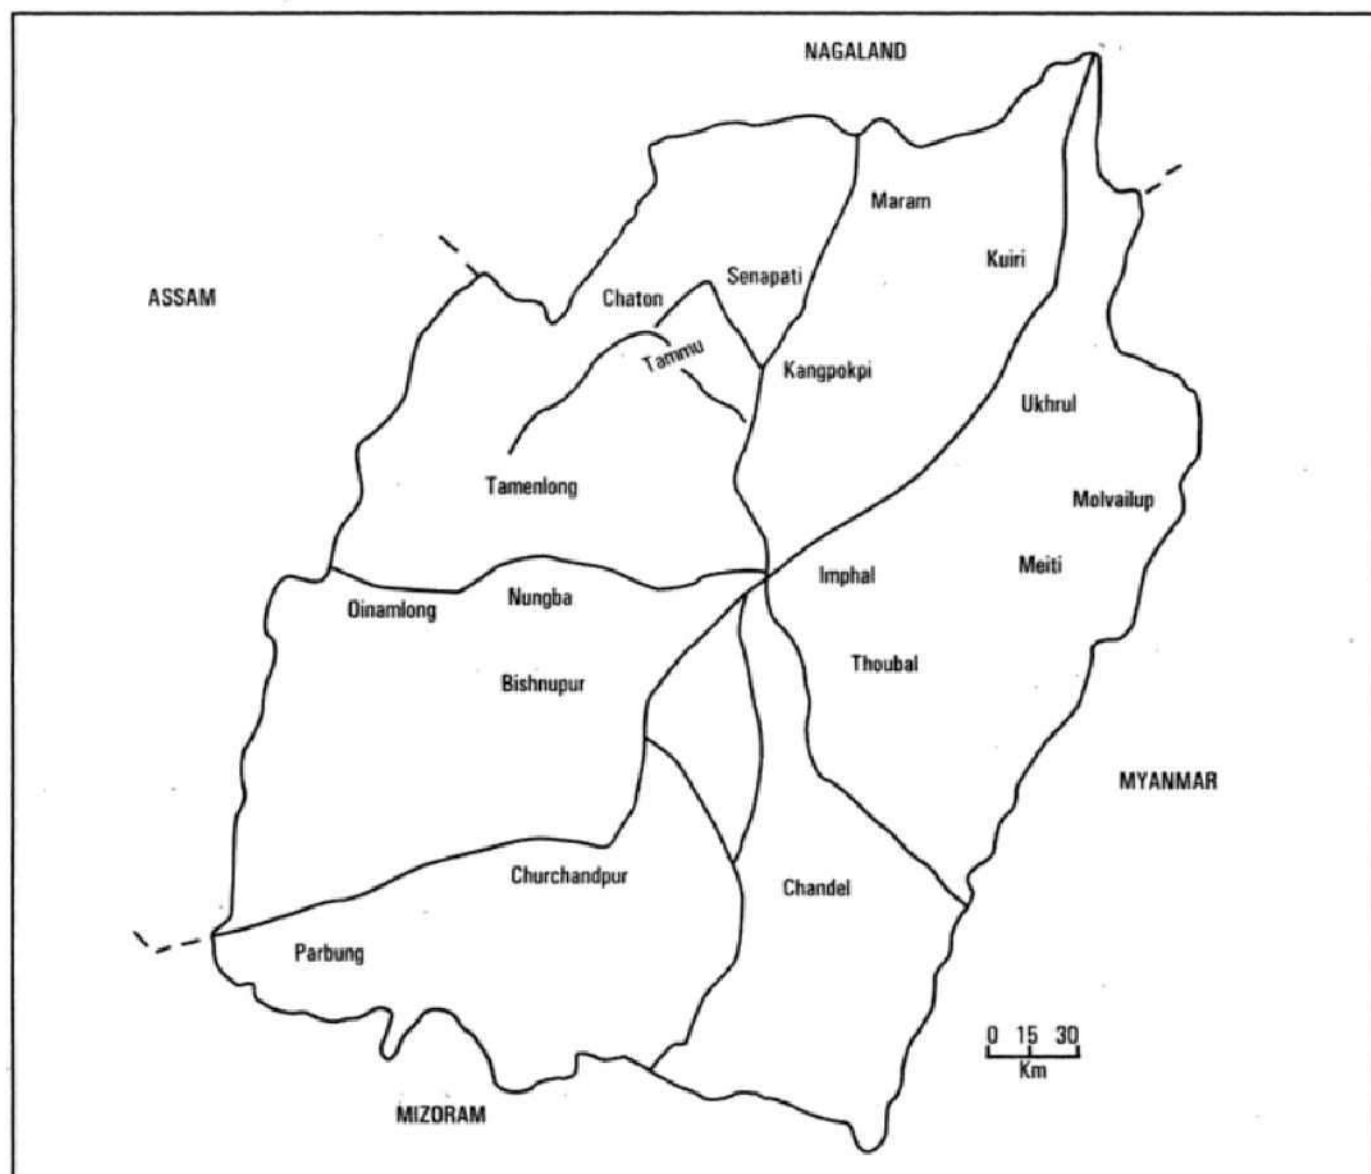 NAGALAND
Maram
Kuiri
Senapati
Chaton
ASSAM
Tammu
Kangpokpi
Ukhrul
Tamenlong
Molvailup
Imphal
Meiti
Nungba
Oinamlong
Thoubal
Bishnupur
MYANMAR
Churchandpur
Chandel
Parbung
0 15 30
Km
MIZORAM